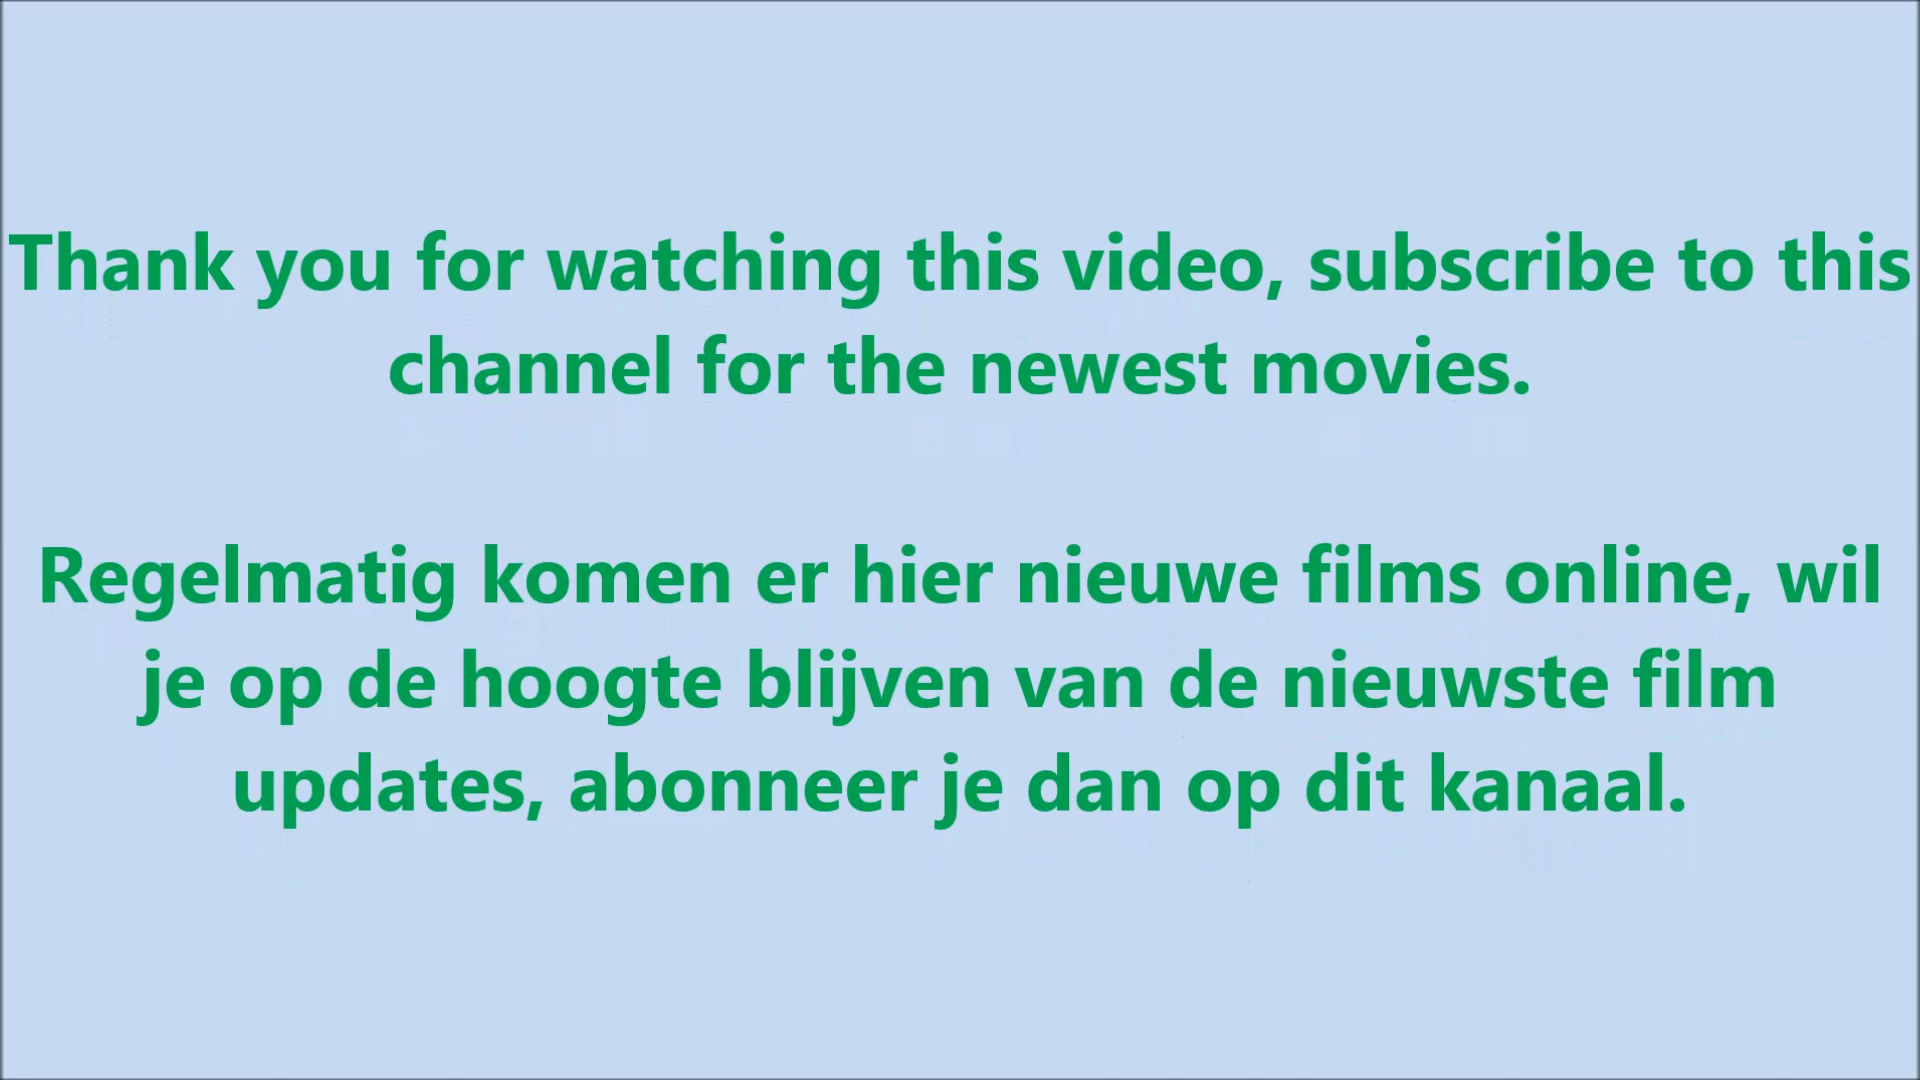 Thank you for watching this video, subscribe to this
channel for the newest movies.
Regelmatig komen er hier nieuwe films online, wil
je op de hoogte blijven van de nieuwste film
updates, abonneer je dan op dit kanaal.